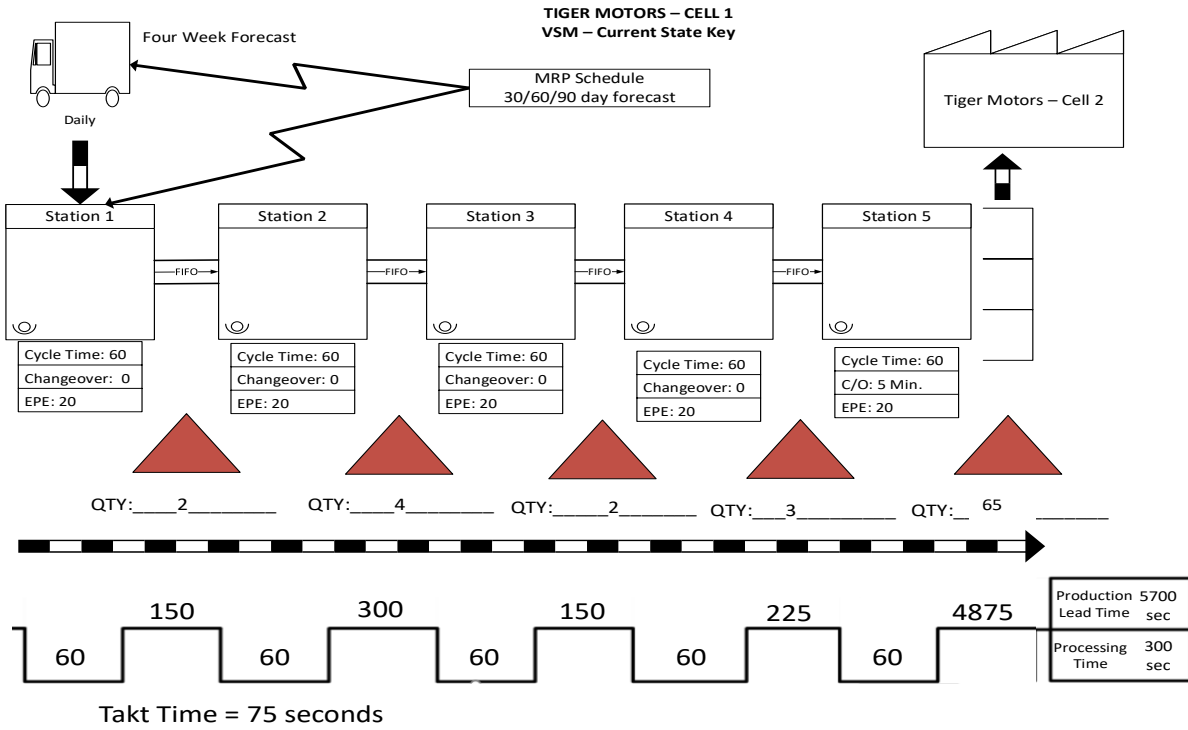 TIGER MOTORS – CELL 1
VSM – Current State Key
Four Week Forecast
MRP Schedule
30/60/90 day forecast
Tiger Motors – Cell 2
Daily
Station 1
Station 2
Station 3
Station 4
Station 5
FIFO
FIFO
FIFO
FIFO
Cycle Time: 60
Changeover: 0
EPE: 20
Cycle Time: 60
Changeover: 0
EPE: 20
Cycle Time: 60
Changeover: 0
EPE: 20
Cycle Time: 60
Changeover: 0
EPE: 20
Cycle Time: 60
C/O: 5 Min.
EPE: 20
QTY:____2________
QTY:____4________
QTY:_____2_______
QTY:___3_________
QTY:_ 65 _______
150
300
150
225
4875
60
60
60
60
60
Production Lead Time 5700 sec
Processing Time 300 sec
Takt Time = 75 seconds